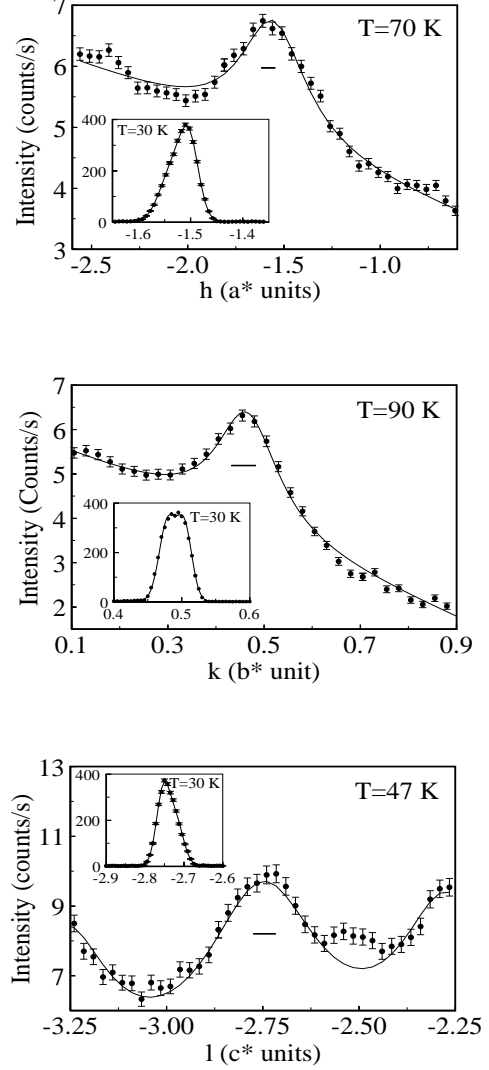 7
6
5
4
3
Intensity (counts/s)
T=70 K
400
200
0
T=30 K
-1.6 -1.5 -1.4
-2.5 -2.0 -1.5 -1.0
h (a* units)
7
6
5
4
3
2
Intensity (Counts/s)
T=90 K
400
200
0
T=30 K
0.4 0.5 0.6
0.1 0.3 0.5 0.7 0.9
k (b* unit)
13
11
9
7
Intensity (counts/s)
T=47 K
400
200
0
T=30 K
-2.9 -2.8 -2.7 -2.6
-3.25 -3.00 -2.75 -2.50 -2.25
l (c* units)